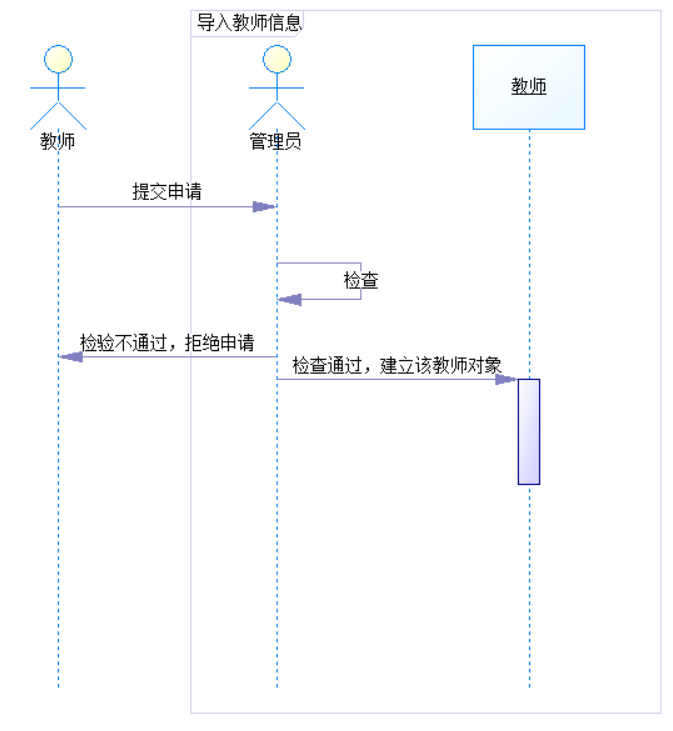 导入教师信息
教师
教师
管理员
提交申请
检查
检验不通过，拒绝申请
检查通过，建立该教师对象